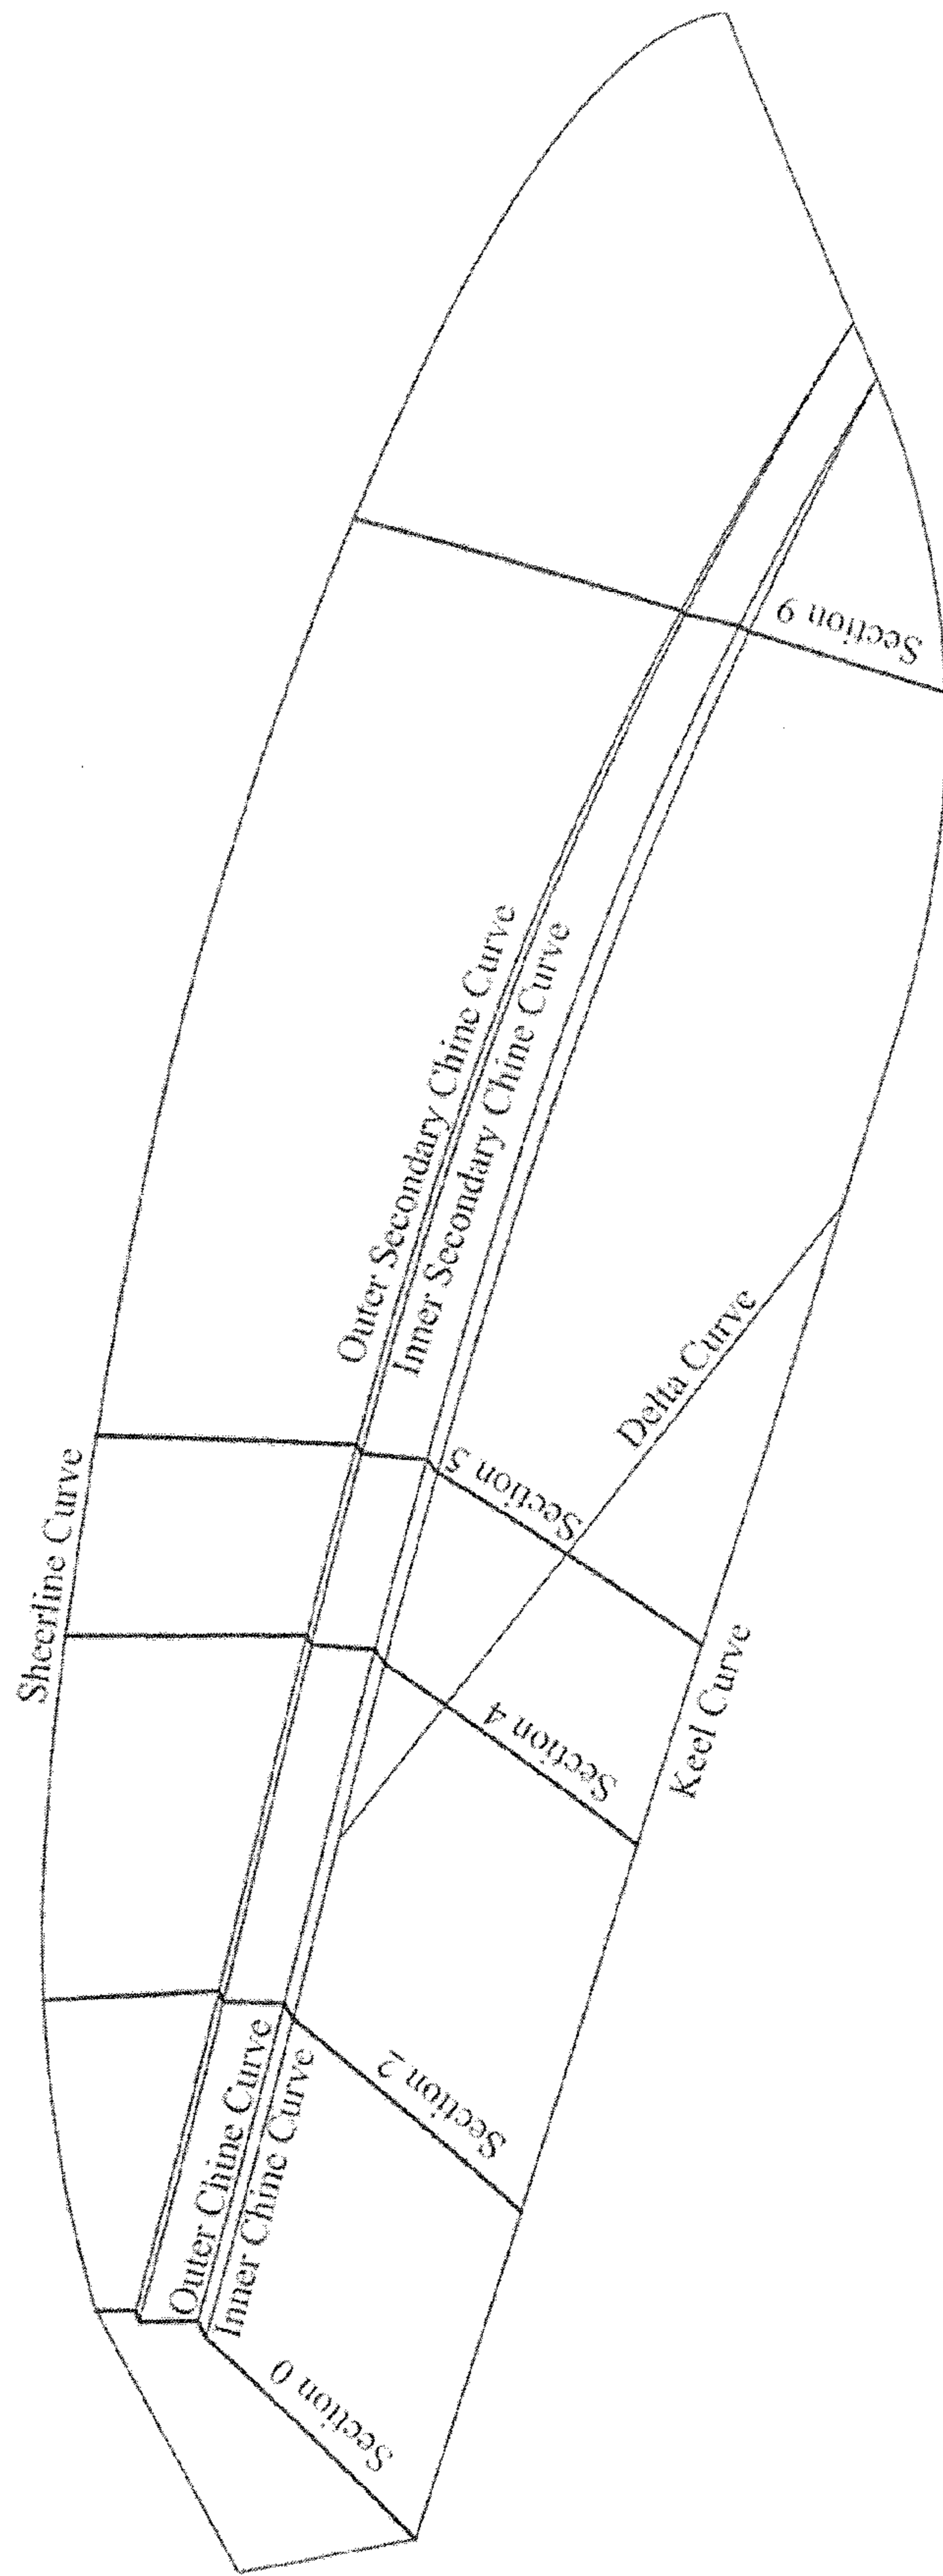 Section 9
Outer Secondary Chine Curve
Inner Secondary Chine Curve
Delta Curve
Sheerline Curve
Section 5
Section 4
Keel Curve
Section 2
Outer Chine Curve
Inner Chine Curve
Section 0